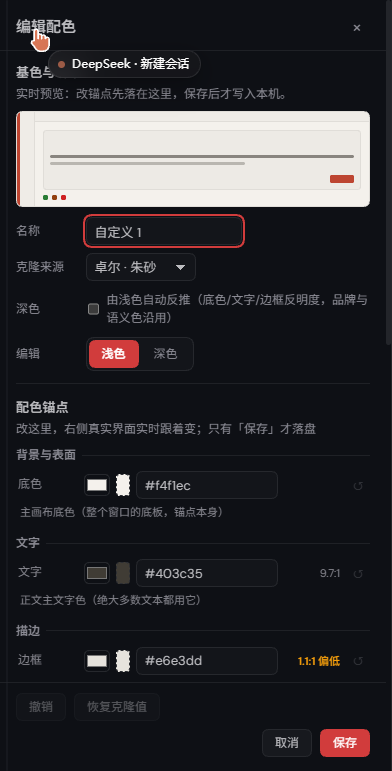 编辑配色
×
DeepSeek · 新建会话
基色与
实时预览：改锚点先落在这里，保存后才写入本机。
名称
自定义 1
克隆来源
卓尔 · 朱砂
深色
由浅色自动反推（底色/文字/边框反明度，品牌与
语义色沿用）
编辑
浅色
深色
配色锚点
改这里，右侧真实界面实时跟着变；只有「保存」才落盘
背景与表面
底色
#f4f1ec
↺
主画布底色（整个窗口的底板，锚点本身）
文字
文字
#403c35
9.7:1
↺
正文主文字色（绝大多数文本都用它）
描边
边框
#e6e3dd
1.1:1 偏低
↺
撤销
恢复克隆值
取消
保存